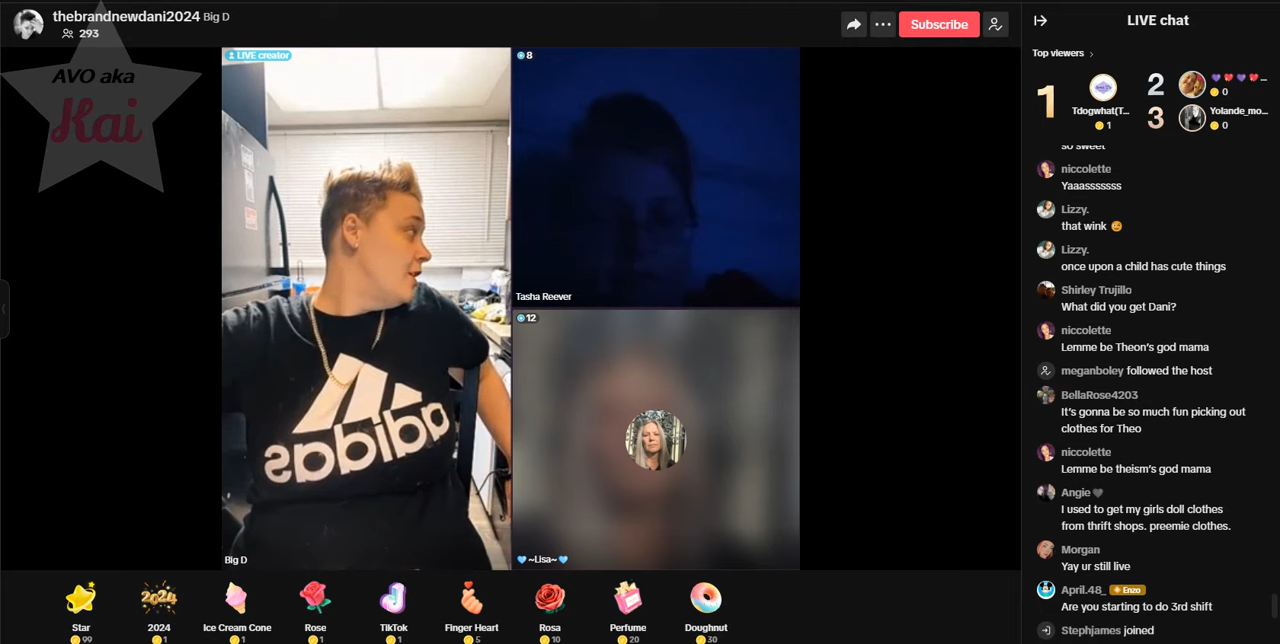 thebrandnewdani2024 Big D
293
Subscribe
AVO aka
Kai
LIVE creator
8
adidas
Big D
Tasha Reever
12
~Lisa~
LIVE chat
Top viewers
1
Tdogwhat(T...
1
2
...
0
3
Yolande_mo...
0
so sweet
niccolette
Yaaasssssss
Lizzy.
that wink
Lizzy.
once upon a child has cute things
Shirley Trujillo
What did you get Dani?
niccolette
Lemme be Theon's god mama
meganboley followed the host
BellaRose4203
It's gonna be so much fun picking out
clothes for Theo
niccolette
Lemme be theism's god mama
Angie
I used to get my girls doll clothes
from thrift shops. preemie clothes.
Morgan
Yay ur still live
April.48_ Enzo
Are you starting to do 3rd shift
Stephjames joined
Star
99
2024
2024
1
Ice Cream Cone
1
Rose
1
TikTok
1
Finger Heart
5
Rosa
10
Perfume
20
Doughnut
30